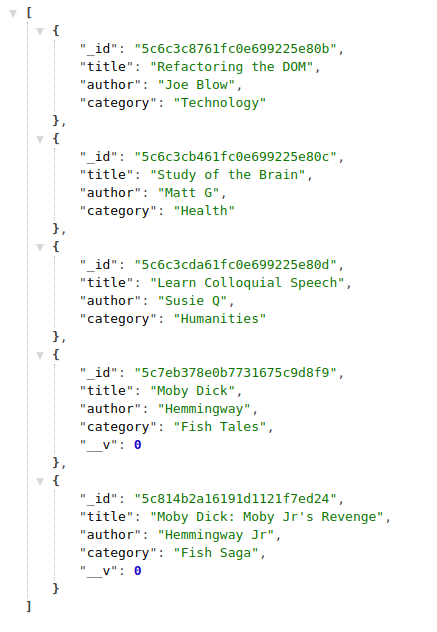 [
{
"_id": "5c6c3c8761fc0e699225e80b",
"title": "Refactoring the DOM",
"author": "Joe Blow",
"category": "Technology"
},
{
"_id": "5c6c3cb461fc0e699225e80c",
"title": "Study of the Brain",
"author": "Matt G",
"category": "Health"
},
{
"_id": "5c6c3cda61fc0e699225e80d",
"title": "Learn Colloquial Speech",
"author": "Susie Q",
"category": "Humanities"
},
{
"_id": "5c7eb378e0b7731675c9d8f9",
"title": "Moby Dick",
"author": "Hemmingway",
"category": "Fish Tales",
"__v": 0
},
{
"_id": "5c814b2a16191d1121f7ed24",
"title": "Moby Dick: Moby Jr's Revenge",
"author": "Hemmingway Jr",
"category": "Fish Saga",
"__v": 0
}
]